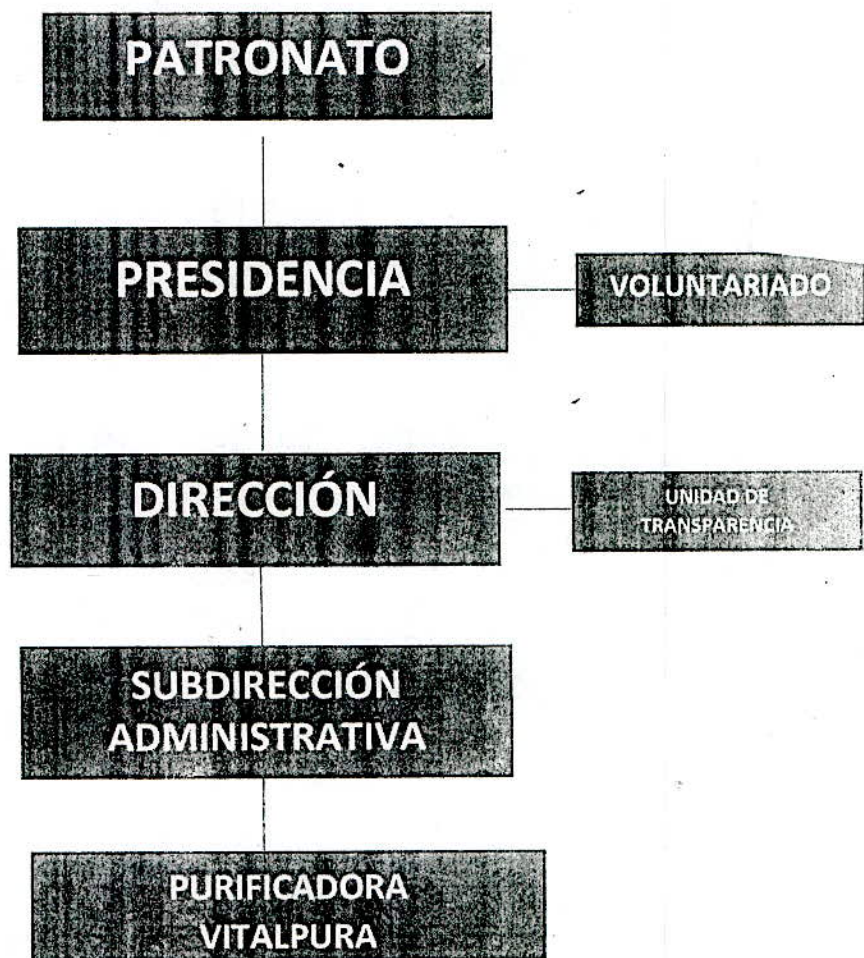 PATRONATO
PRESIDENCIA
VOLUNTARIADO
DIRECCIÓN
UNIDAD DE
TRANSPARENCIA
SUBDIRECCIÓN
ADMINISTRATIVA
PURIFICADORA
VITALPURA